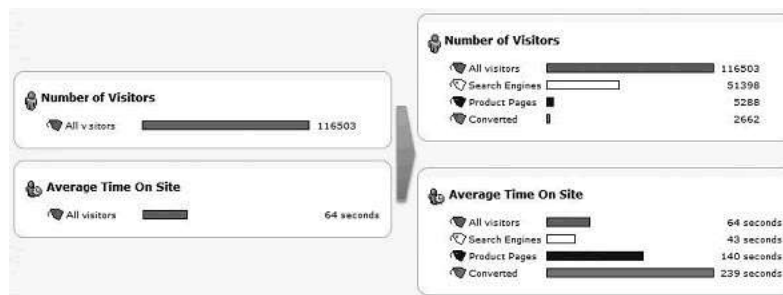 Number of Visitors
All visitors 116503
Average Time On Site
All visitors 64 seconds
Number of Visitors
All visitors 116503
Search Engines 51398
Product Pages 5288
Converted 2662
Average Time On Site
All visitors 64 seconds
Search Engines 43 seconds
Product Pages 140 seconds
Converted 239 seconds